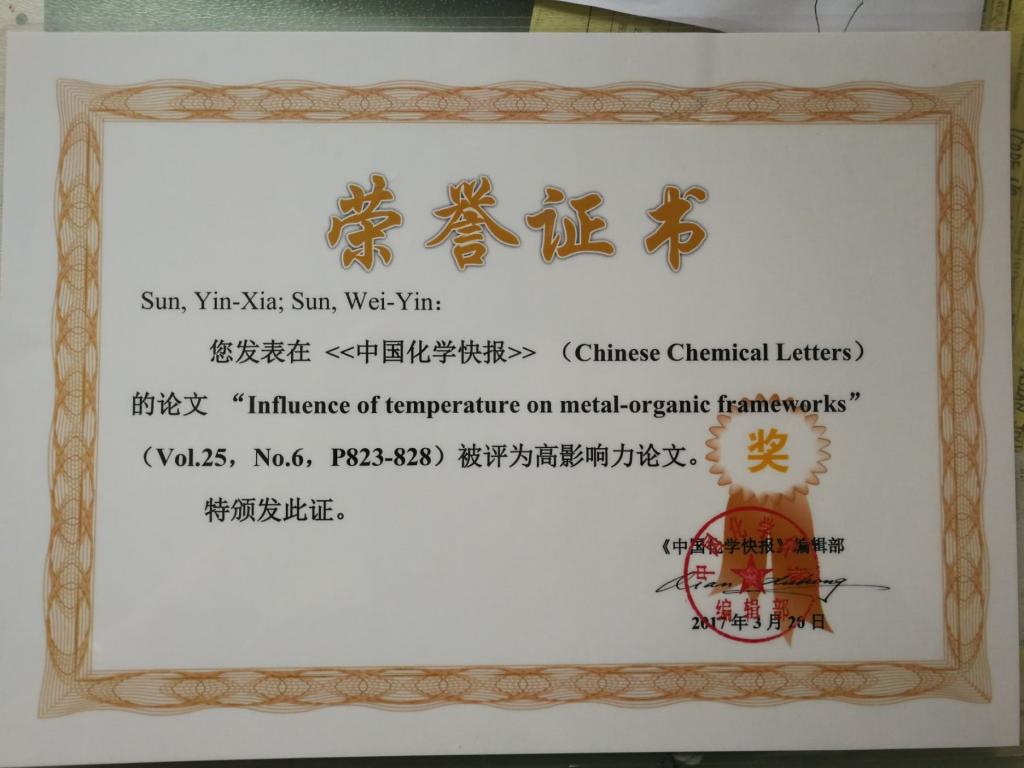 荣誉证书
Sun, Yin-Xia; Sun, Wei-Yin:
您发表在 <<中国化学快报>> （Chinese Chemical Letters）
的论文 “Influence of temperature on metal-organic frameworks”
（Vol.25，No.6，P823-828）被评为高影响力论文。
特颁发此证。
奖
《中国化学快报》编辑部
编辑部
2017年3月20日